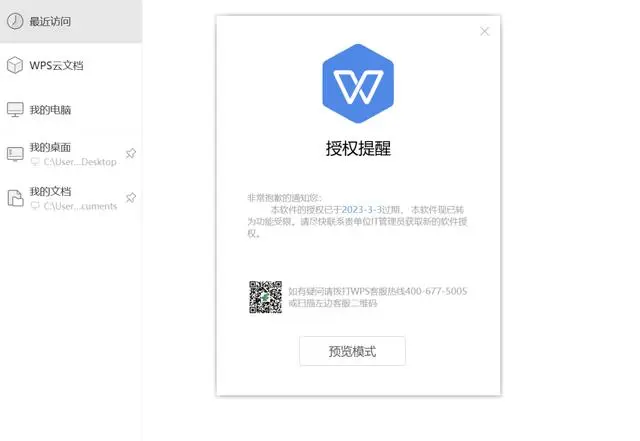 最近访问
WPS云文档
我的电脑
我的桌面
C:\User...Desktop
我的文档
C:\User...cuments
授权提醒
非常抱歉的通知您：
本软件的授权已于2023-3-3过期， 本软件现已转
为功能受限。请尽快联系贵单位IT管理员获取新的软件授
权。
如有疑问请拨打WPS客服热线400-677-5005
或扫描左边客服二维码
预览模式